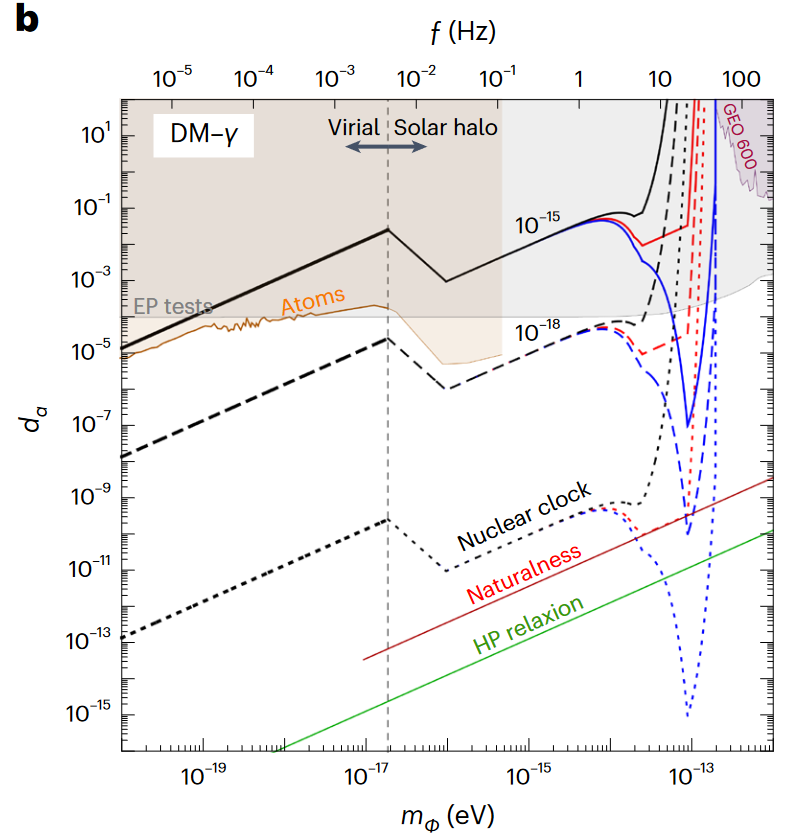 b
f (Hz)
10⁻⁵ 10⁻⁴ 10⁻³ 10⁻² 10⁻¹ 1 10 100
DM–γ
Virial Solar halo
GEO 600
10¹
10⁻¹
10⁻³
10⁻⁵
10⁻⁷
10⁻⁹
10⁻¹¹
10⁻¹³
10⁻¹⁵
dₐ
10⁻¹⁵
EP tests
Atoms
10⁻¹⁸
Nuclear clock
Naturalness
HP relaxion
10⁻¹⁹ 10⁻¹⁷ 10⁻¹⁵ 10⁻¹³
m_Φ (eV)